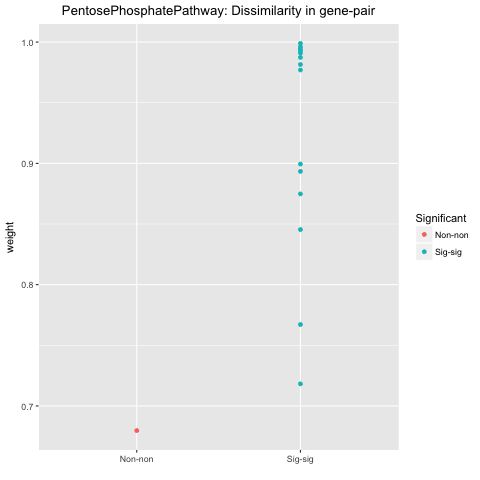 PentosePhosphatePathway: Dissimilarity in gene-pair
1.0
0.9
0.8
0.7
weight
Non-non
Sig-sig
Significant
Non-non
Sig-sig